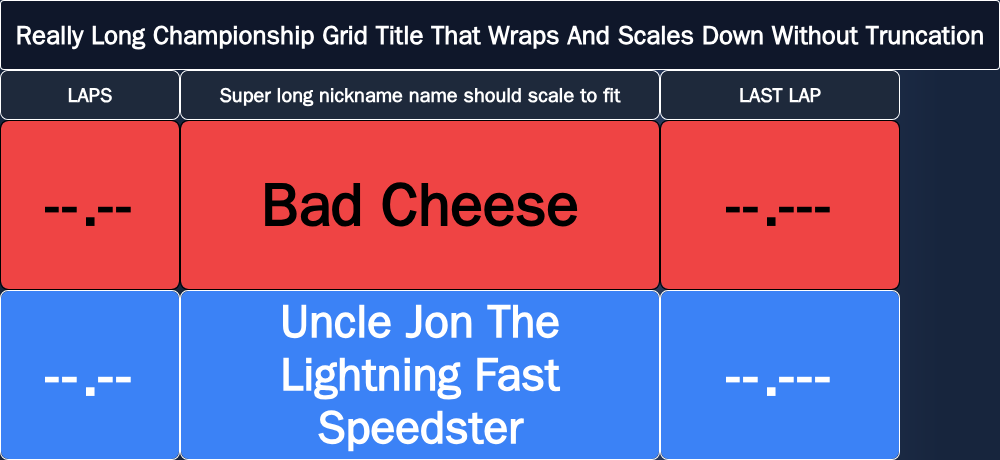 Really Long Championship Grid Title That Wraps And Scales Down Without Truncation
LAPS Super long nickname name should scale to fit LAST LAP
--.-- Bad Cheese --.---
Uncle Jon The
--.-- Lightning Fast --.---
Speedster